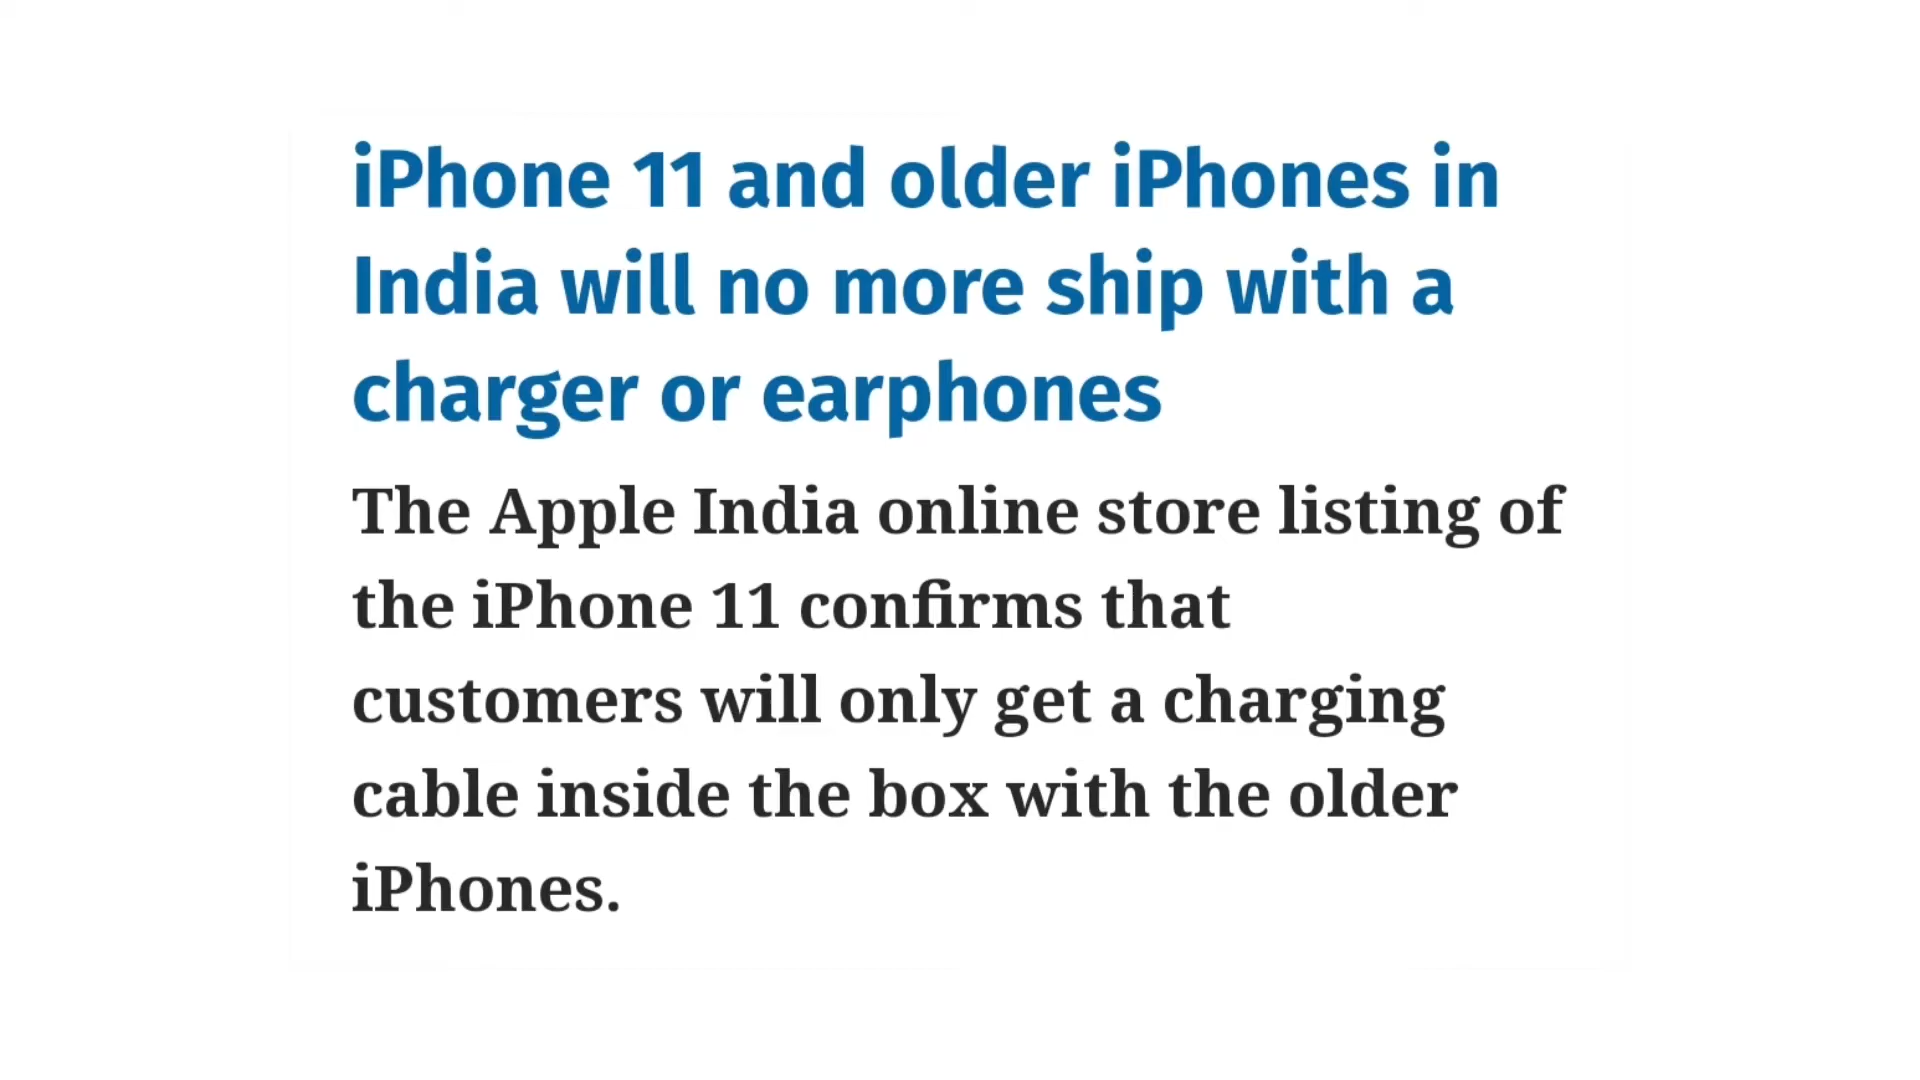 iPhone 11 and older iPhones in
India will no more ship with a
charger or earphones
The Apple India online store listing of
the iPhone 11 confirms that
customers will only get a charging
cable inside the box with the older
iPhones.